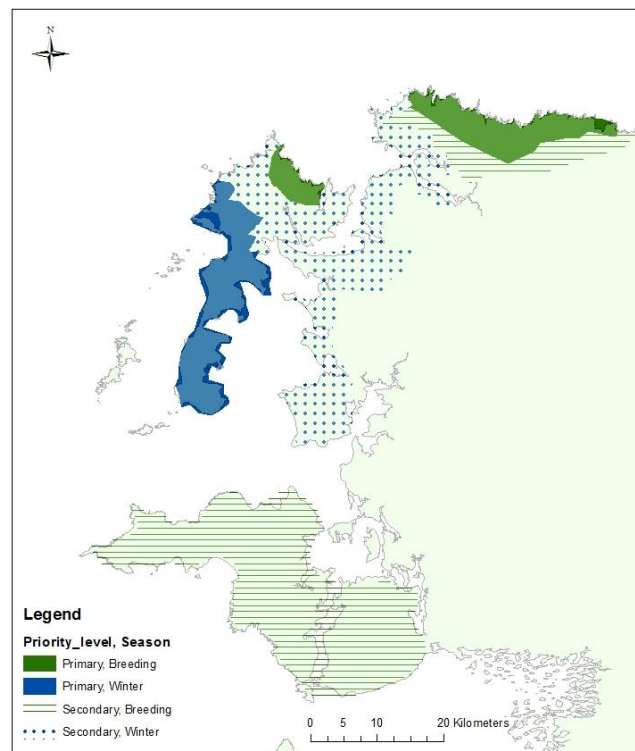 N
Legend
Priority_level, Season
Primary, Breeding
Primary, Winter
Secondary, Breeding
Secondary, Winter
0 5 10 20 Kilometers